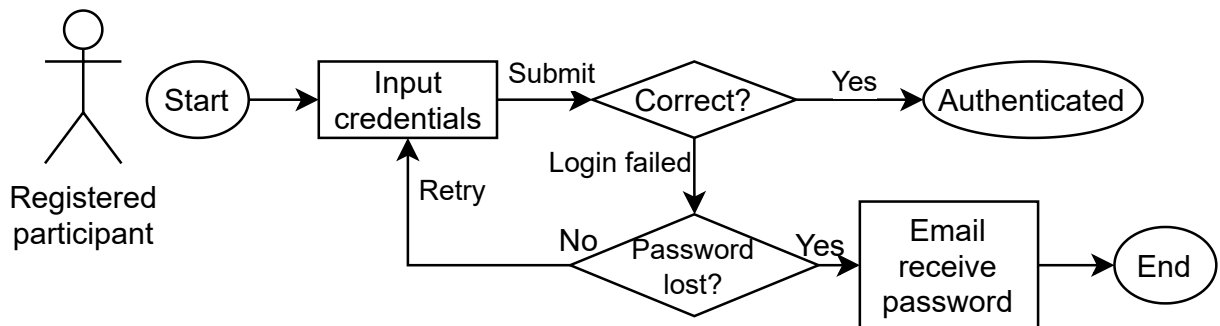 Registered
participant
Start
Input
credentials
Submit
Correct?
Yes
Authenticated
Login failed
Retry
No
Password
lost?
Yes
Email
receive
password
End